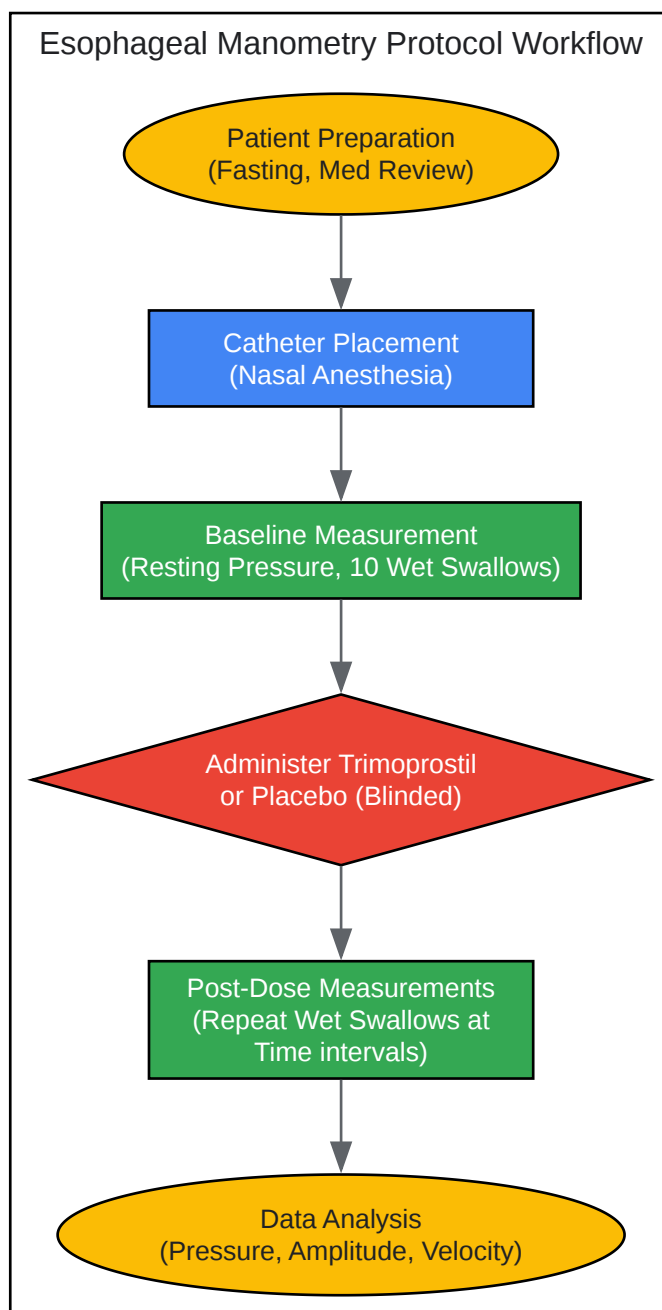 Esophageal Manometry Protocol Workflow
Patient Preparation
(Fasting, Med Review)
Catheter Placement
(Nasal Anesthesia)
Baseline Measurement
(Resting Pressure, 10 Wet Swallows)
Administer Trimoprostil
or Placebo (Blinded)
Post-Dose Measurements
(Repeat Wet Swallows at
Time intervals)
Data Analysis
(Pressure, Amplitude, Velocity)